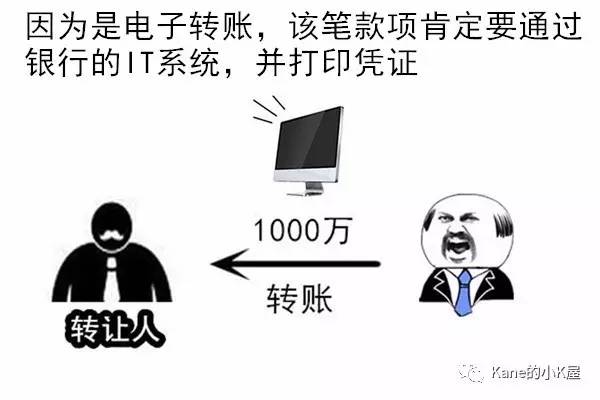 因为是电子转账，该笔款项肯定要通过
银行的IT系统，并打印凭证
1000万
转账
转让人
Kane的小K屋